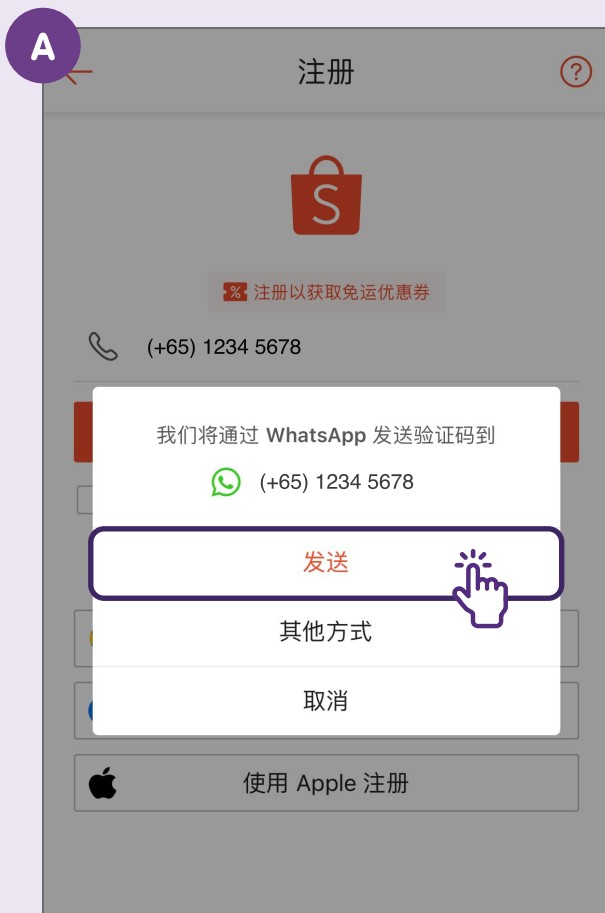 A
注册
?
S
% 注册以获取免运优惠券
(+65) 1234 5678
我们将通过 WhatsApp 发送验证码到
(+65) 1234 5678
发送
其他方式
取消
使用 Apple 注册